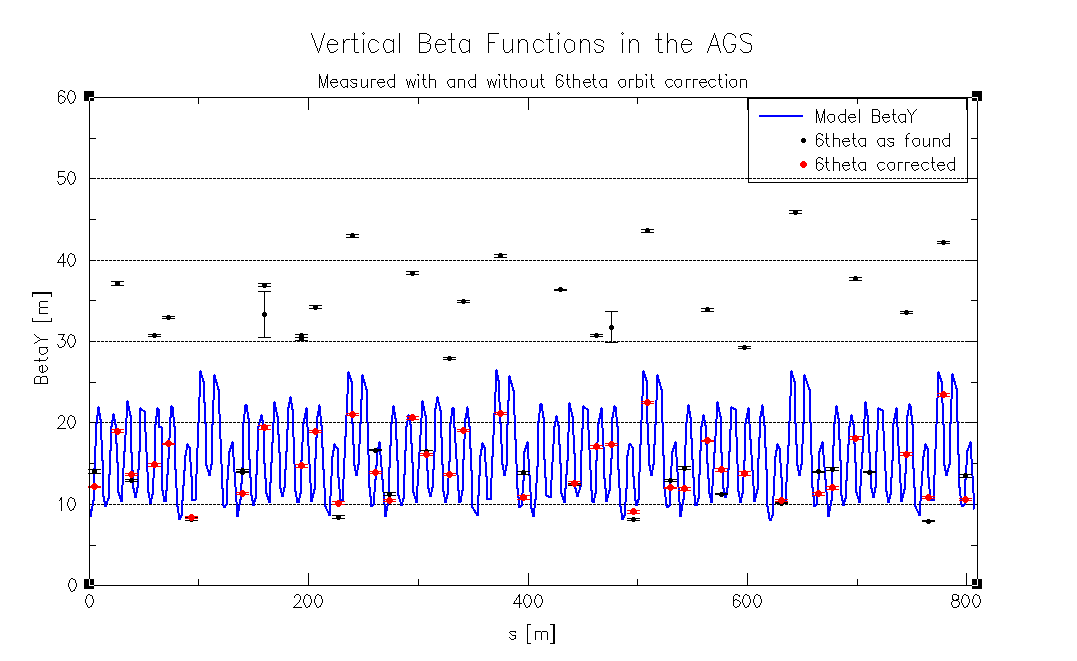 Vertical Beta Functions in the AGS
Measured with and without 6theta orbit correction
Model BetaY
6theta as found
6theta corrected
60
50
40
30
20
10
0
BetaY [m]
0 200 400 600 800
s [m]